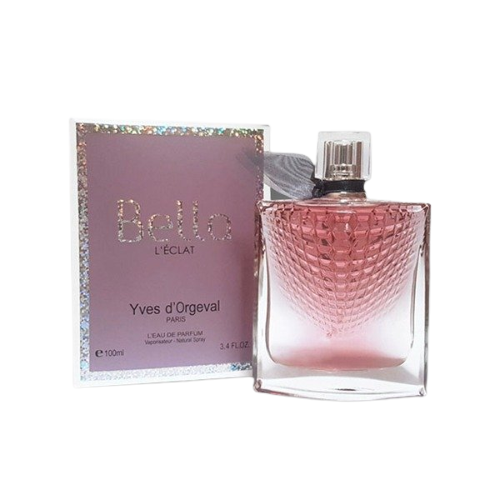 Bella
L'ÉCLAT
Yves d'Orgeval
PARIS
L'EAU DE PARFUM
Vaporisateur - Natural Spray
e 100ml
3.4 FL.OZ.